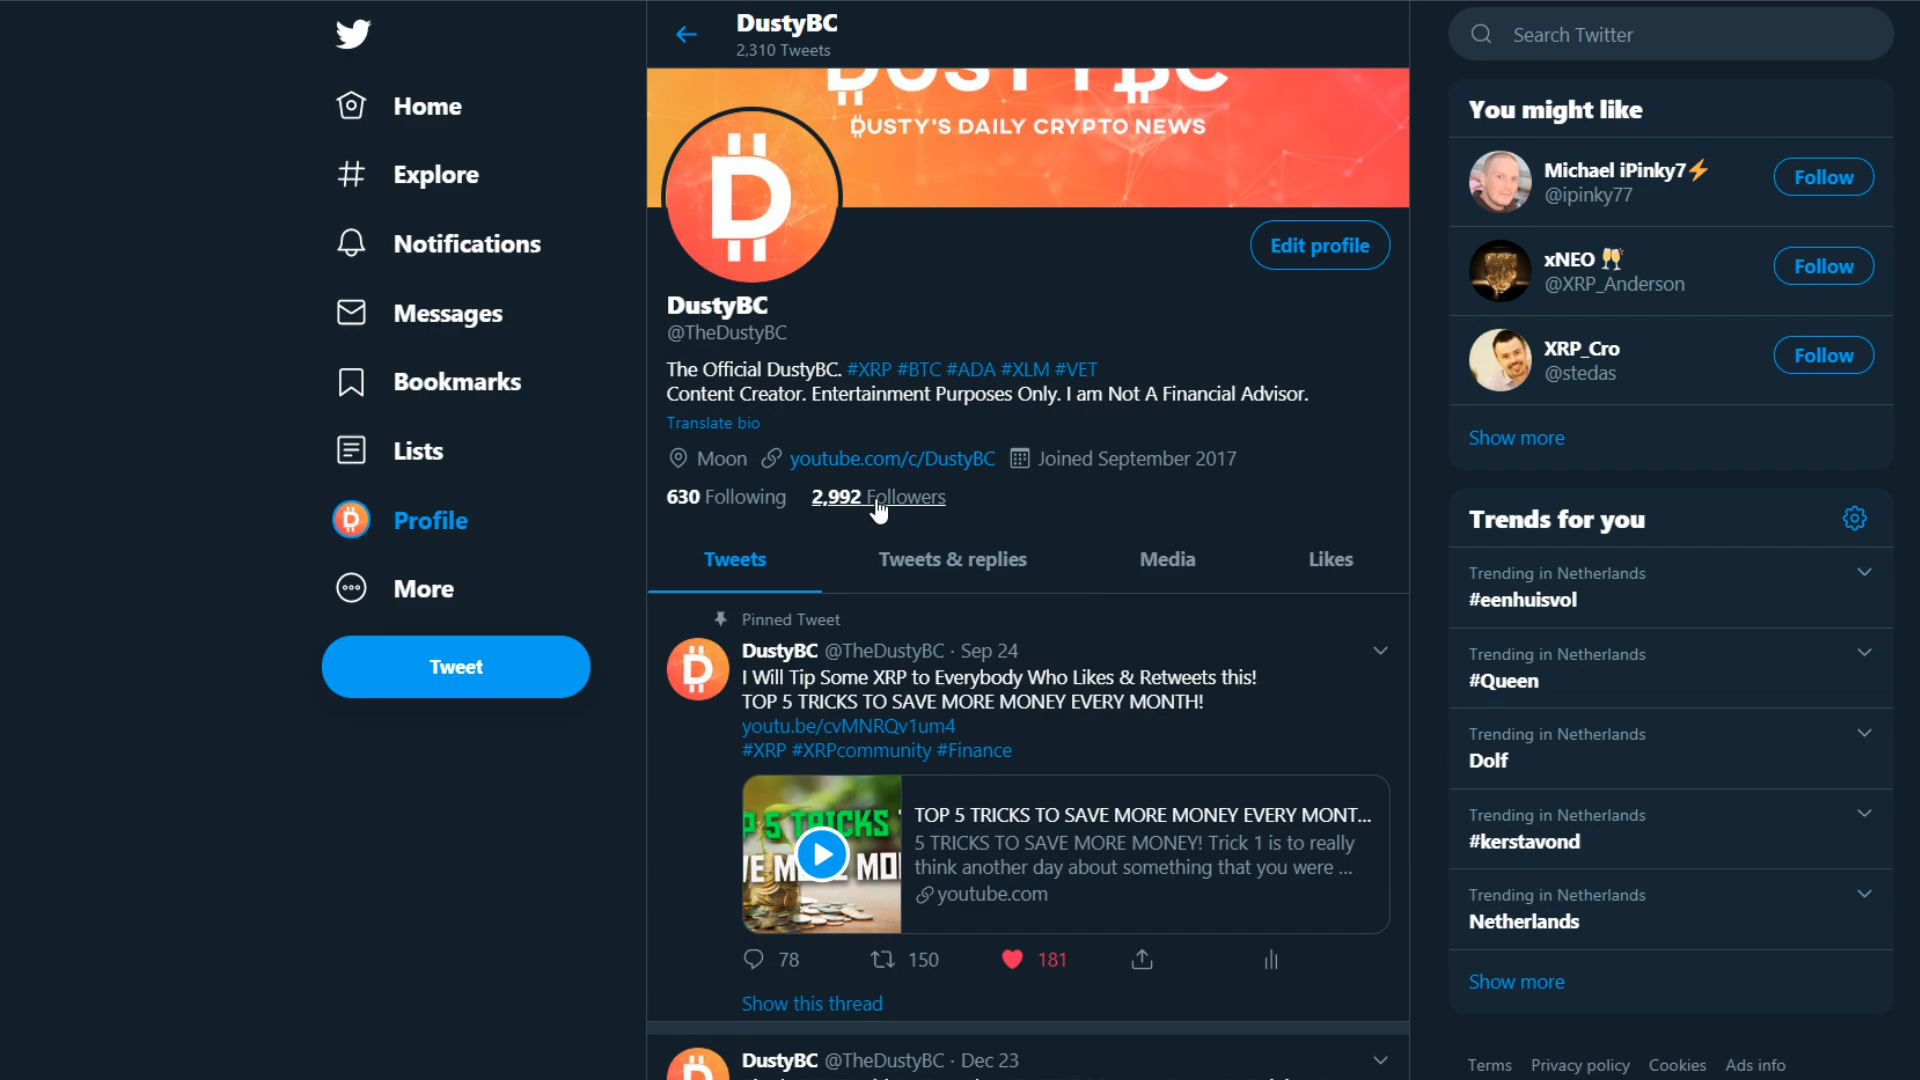 Home
Explore
Notifications
Messages
Bookmarks
Lists
Profile
More
Tweet
DustyBC
2,310 Tweets
DUSTY'S DAILY CRYPTO NEWS
Edit profile
DustyBC
@TheDustyBC
The Official DustyBC. #XRP #BTC #ADA #XLM #VET
Content Creator. Entertainment Purposes Only. I am Not A Financial Advisor.
Translate bio
Moon youtube.com/c/DustyBC Joined September 2017
630 Following 2,992 Followers
Tweets Tweets & replies Media Likes
Pinned Tweet
DustyBC @TheDustyBC · Sep 24
I Will Tip Some XRP to Everybody Who Likes & Retweets this!
TOP 5 TRICKS TO SAVE MORE MONEY EVERY MONTH!
youtu.be/cvMNRQv1um4
#XRP #XRPcommunity #Finance
TOP 5 TRICKS TO SAVE MORE MONEY EVERY MONT...
5 TRICKS TO SAVE MORE MONEY! Trick 1 is to really
think another day about something that you were ...
youtube.com
78 150 181
Show this thread
DustyBC @TheDustyBC · Dec 23
Search Twitter
You might like
Michael iPinky7⚡
@ipinky77
Follow
xNEO 🥂
@XRP_Anderson
Follow
XRP_Cro
@stedas
Follow
Show more
Trends for you
Trending in Netherlands
#eenhuisvol
Trending in Netherlands
#Queen
Trending in Netherlands
Dolf
Trending in Netherlands
#kerstavond
Trending in Netherlands
Netherlands
Show more
Terms Privacy policy Cookies Ads info